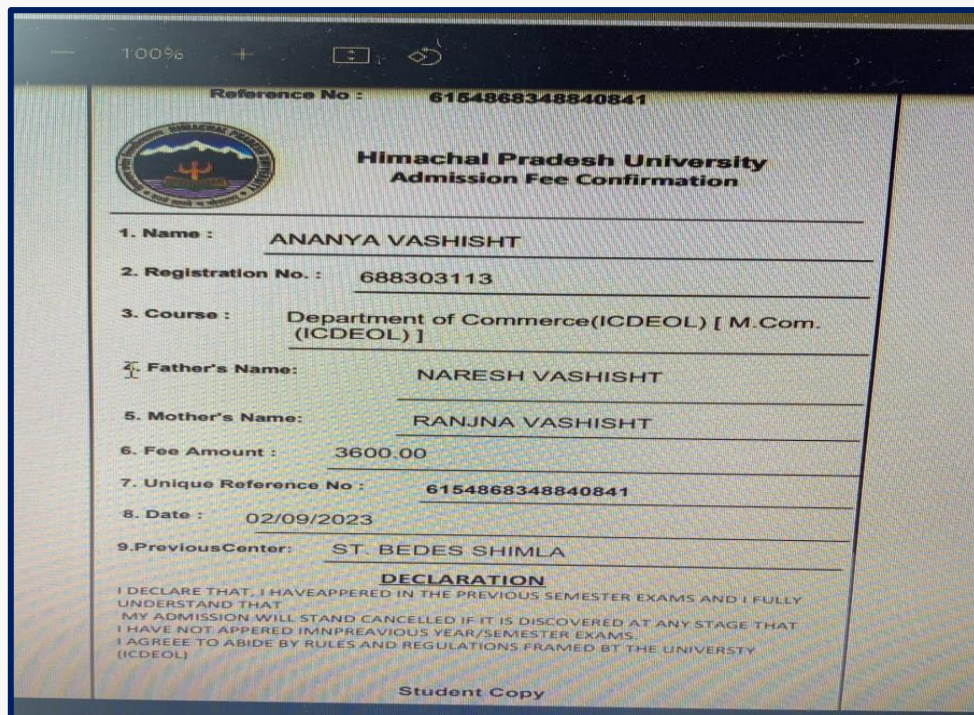 100%
Reference No : 6154868348840841
HIMACHAL PRADESH UNIVERSITY
Himachal Pradesh University
Admission Fee Confirmation
1. Name : ANANYA VASHISHT
2. Registration No. : 688303113
3. Course : Department of Commerce(ICDEOL) [ M.Com.
(ICDEOL) ]
Father's Name: NARESH VASHISHT
5. Mother's Name: RANJNA VASHISHT
6. Fee Amount : 3600.00
7. Unique Reference No : 6154868348840841
8. Date : 02/09/2023
9.PreviousCenter: ST. BEDES SHIMLA
DECLARATION
I DECLARE THAT, I HAVEAPPERED IN THE PREVIOUS SEMESTER EXAMS AND I FULLY
UNDERSTAND THAT
MY ADMISSION WILL STAND CANCELLED IF IT IS DISCOVERED AT ANY STAGE THAT
I HAVE NOT APPERED IMNPREAVIOUS YEAR/SEMESTER EXAMS.
I AGREEE TO ABIDE BY RULES AND REGULATIONS FRAMED BT THE UNIVERSTY
(ICDEOL)
Student Copy